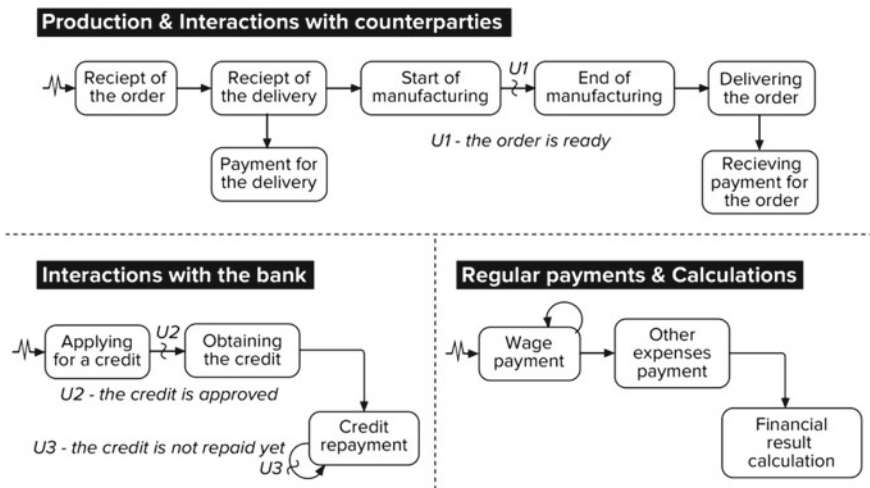 Production & Interactions with counterparties
Reciept of
the order
Reciept of
the delivery
Start of
manufacturing
U1
End of
manufacturing
Delivering
the order
U1 - the order is ready
Payment for
the delivery
Recieving
payment for
the order
Interactions with the bank
Applying
for a credit
U2
Obtaining
the credit
U2 - the credit is approved
Credit
repayment
U3 - the credit is not repaid yet
U3
Regular payments & Calculations
Wage
payment
Other
expenses
payment
Financial
result
calculation